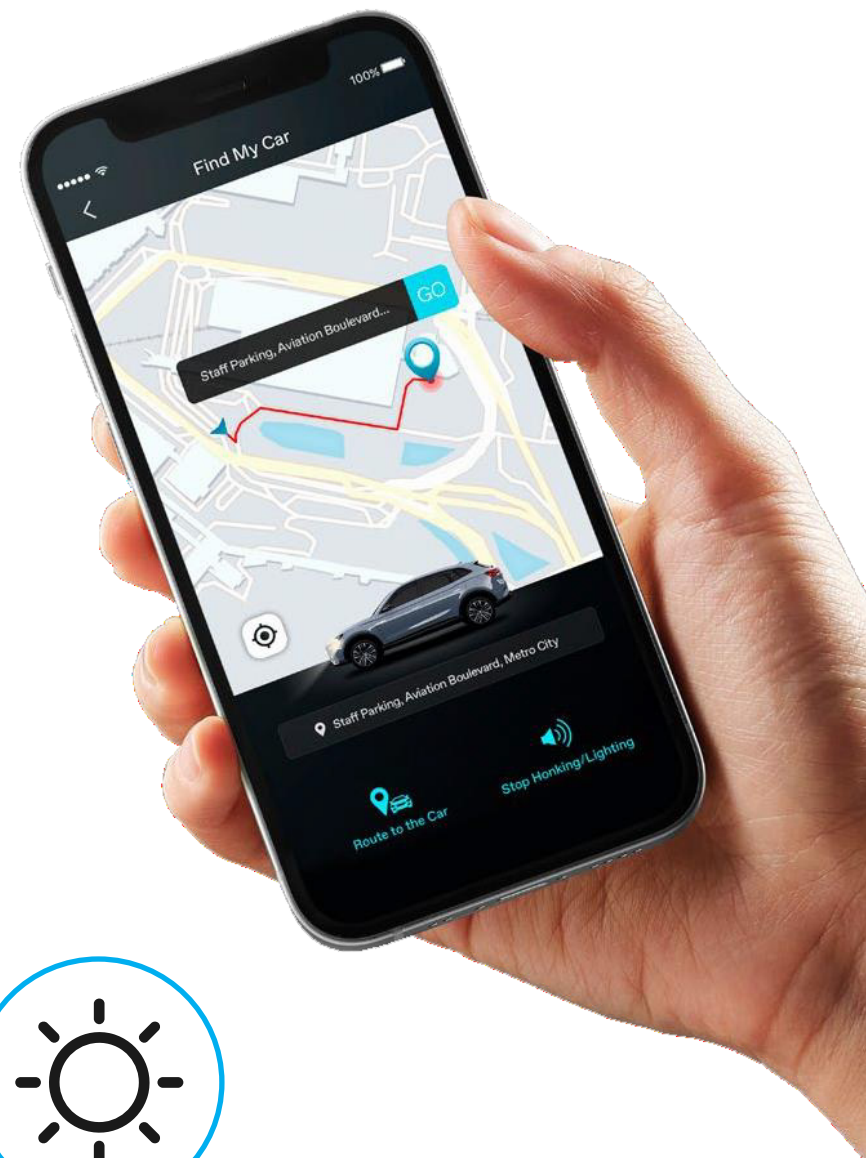 100%
Find My Car
GO
Staff Parking, Aviation Boulevard...
Staff Parking, Aviation Boulevard, Metro City
Stop Honking/Lighting
Route to the Car